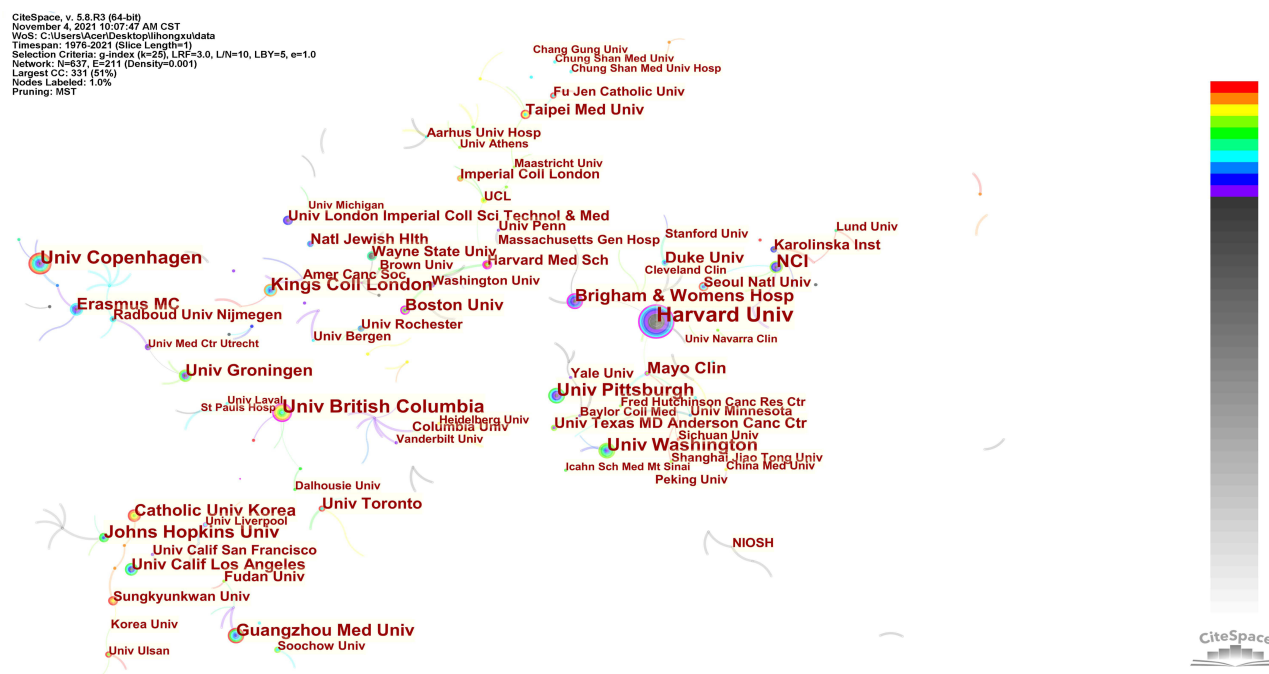 CiteSpace, v. 5.8.R3 (64-bit)
November 4, 2021 10:07:47 AM CST
WoS: C:\Users\Acer\Desktop\lihongxu\data
Timespan: 1976-2021 (Slice Length=1)
Selection Criteria: g-index (k=25), LRF=3.0, L/N=10, LBY=5, e=1.0
Network: N=637, E=211 (Density=0.001)
Largest CC: 331 (51%)
Nodes Labeled: 1.0%
Pruning: MST
Chang Gung Univ
Chung Shan Med Univ
Chung Shan Med Univ Hosp
Fu Jen Catholic Univ
Taipei Med Univ
Aarhus Univ Hosp
Univ Athens
Maastricht Univ
Imperial Coll London
UCL
Univ Michigan
Univ London Imperial Coll Sci Technol & Med
Univ Penn
Natl Jewish Hlth
Massachusetts Gen Hosp
Wayne State Univ
Brown Univ
Harvard Med Sch
Amer Canc Soc
Kings Coll London
Washington Univ
Boston Univ
Univ Rochester
Univ Bergen
Univ Copenhagen
Erasmus MC
Radboud Univ Nijmegen
Univ Med Ctr Utrecht
Univ Groningen
Univ Laval
St Pauls Hosp
Univ British Columbia
Heidelberg Univ
Columbia Univ
Vanderbilt Univ
Stanford Univ
Lund Univ
Karolinska Inst
Duke Univ
NCI
Cleveland Clin
Seoul Natl Univ
Brigham & Womens Hosp
Harvard Univ
Univ Navarra Clin
Yale Univ
Mayo Clin
Univ Pittsburgh
Fred Hutchinson Canc Res Ctr
Baylor Coll Med
Univ Minnesota
Univ Texas MD Anderson Canc Ctr
Sichuan Univ
Univ Washington
Shanghai Jiao Tong Univ
Icahn Sch Med Mt Sinai
China Med Univ
Peking Univ
Dalhousie Univ
Univ Toronto
Catholic Univ Korea
Univ Liverpool
Johns Hopkins Univ
Univ Calif San Francisco
Univ Calif Los Angeles
Fudan Univ
Sungkyunkwan Univ
Korea Univ
Guangzhou Med Univ
Soochow Univ
Univ Ulsan
NIOSH
CiteSpace